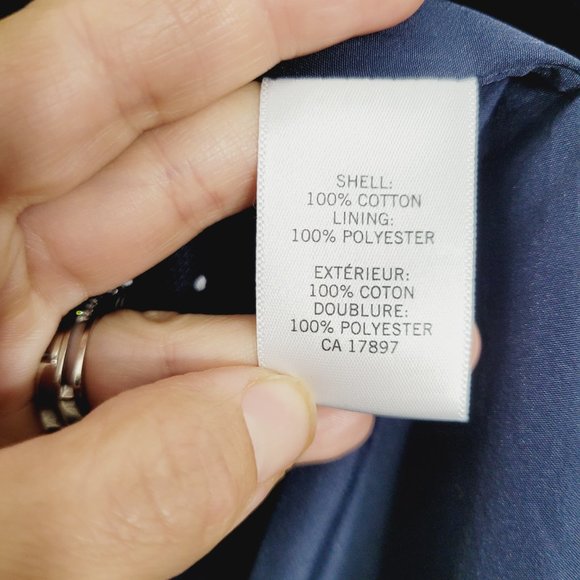 SHELL:
100% COTTON
LINING:
100% POLYESTER
EXTÉRIEUR:
100% COTON
DOUBLURE:
100% POLYESTER
CA 17897